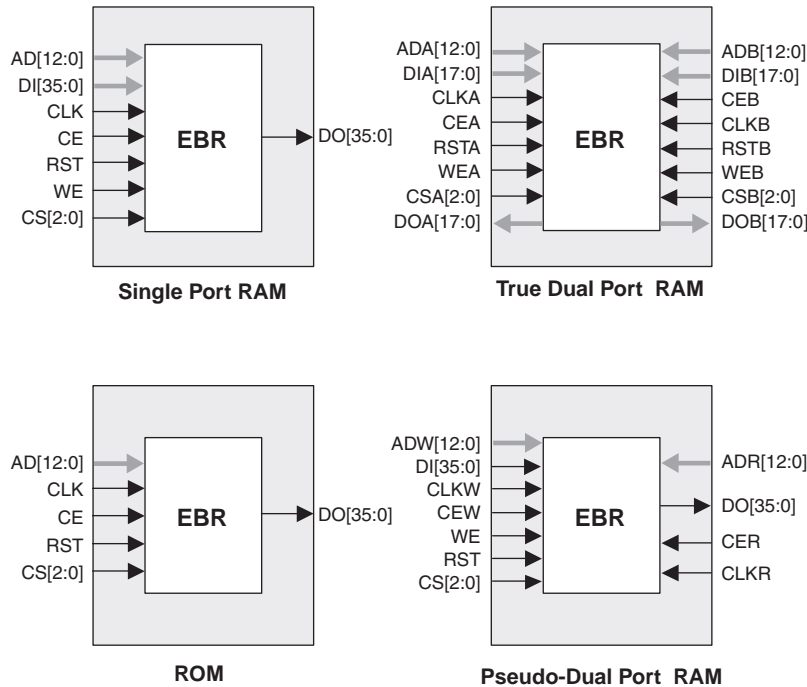 AD[12:0]
DI[35:0]
CLK
CE
RST
WE
CS[2:0]
EBR
DO[35:0]
Single Port RAM
ADA[12:0]
DIA[17:0]
CLKA
CEA
RSTA
WEA
CSA[2:0]
DOA[17:0]
EBR
ADB[12:0]
DIB[17:0]
CEB
CLKB
RSTB
WEB
CSB[2:0]
DOB[17:0]
True Dual Port RAM
AD[12:0]
CLK
CE
RST
CS[2:0]
EBR
DO[35:0]
ROM
ADW[12:0]
DI[35:0]
CLKW
CEW
WE
RST
CS[2:0]
EBR
ADR[12:0]
DO[35:0]
CER
CLKR
Pseudo-Dual Port RAM